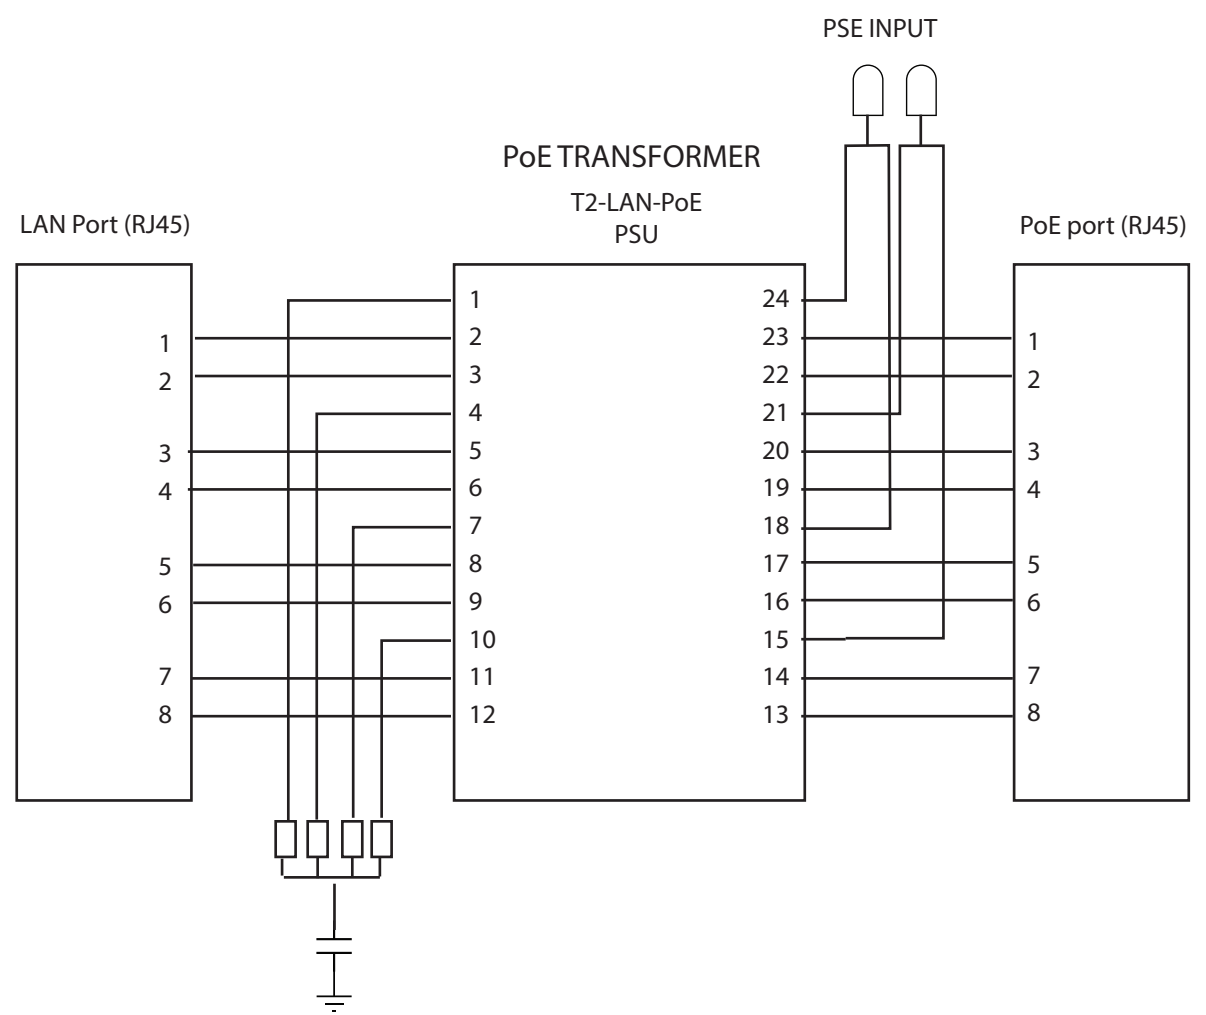 PSE INPUT
PoE TRANSFORMER
T2-LAN-PoE
PSU
LAN Port (RJ45)
PoE port (RJ45)
1 24
1 2 23 1
2 3 22 2
4 21
3 5 20 3
4 6 19 4
7 18
5 8 17 5
6 9 16 6
10 15
7 11 14 7
8 12 13 8